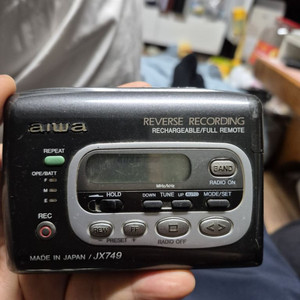 aiwa
REVERSE RECORDING
RECHARGEABLE/FULL REMOTE
REPEAT
OPE/BATT
F
M
E
HOLD
DOWN TUNE UP
MODE/SET
BAND
RADIO ON
REC
PRESET
RADIO OFF
MADE IN JAPAN / JX749